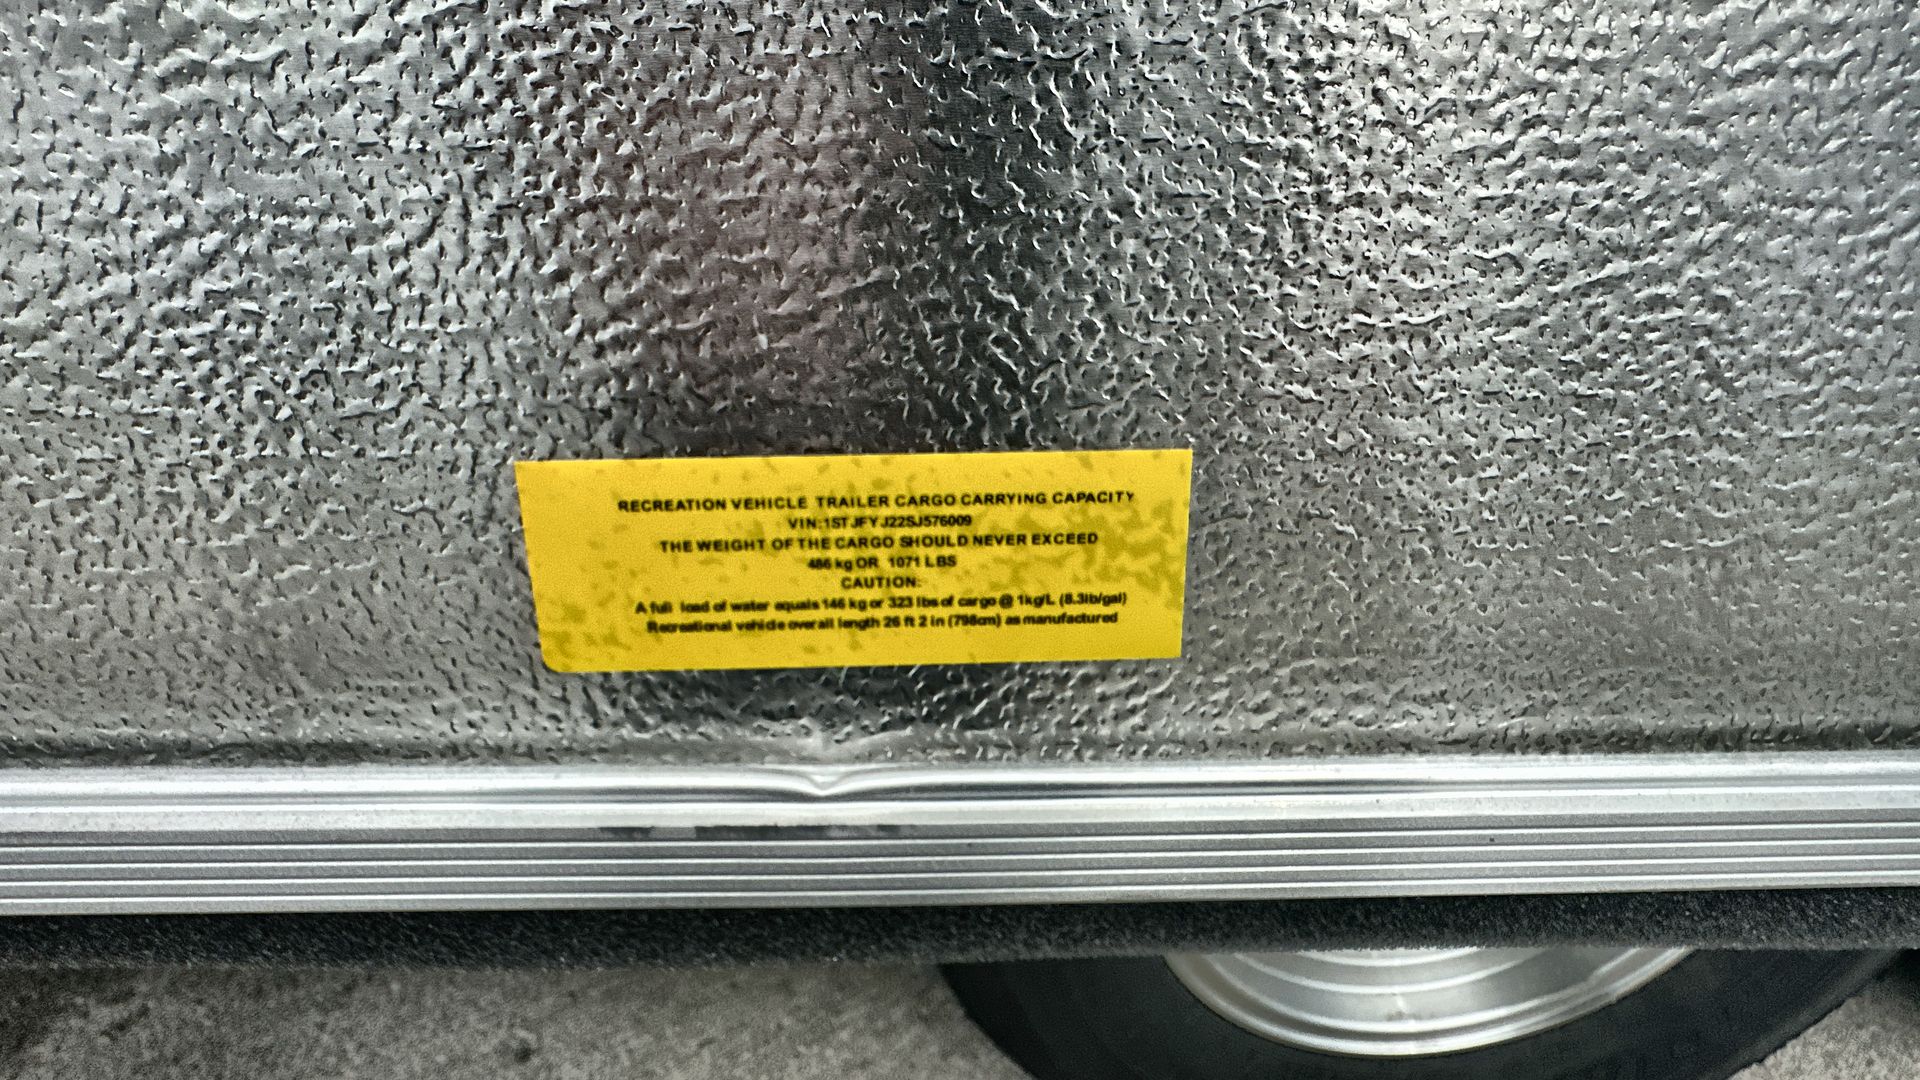 RECREATION VEHICLE TRAILER CARGO CARRYING CAPACITY
VIN:1STJFYJ22SJ576009
THE WEIGHT OF THE CARGO SHOULD NEVER EXCEED
486 kg OR 1071 LBS
CAUTION:
A full load of water equals 146 kg or 323 lbs of cargo @ 1kg/L (8.3lb/gal)
Recreational vehicle overall length 26 ft 2 in (798cm) as manufactured